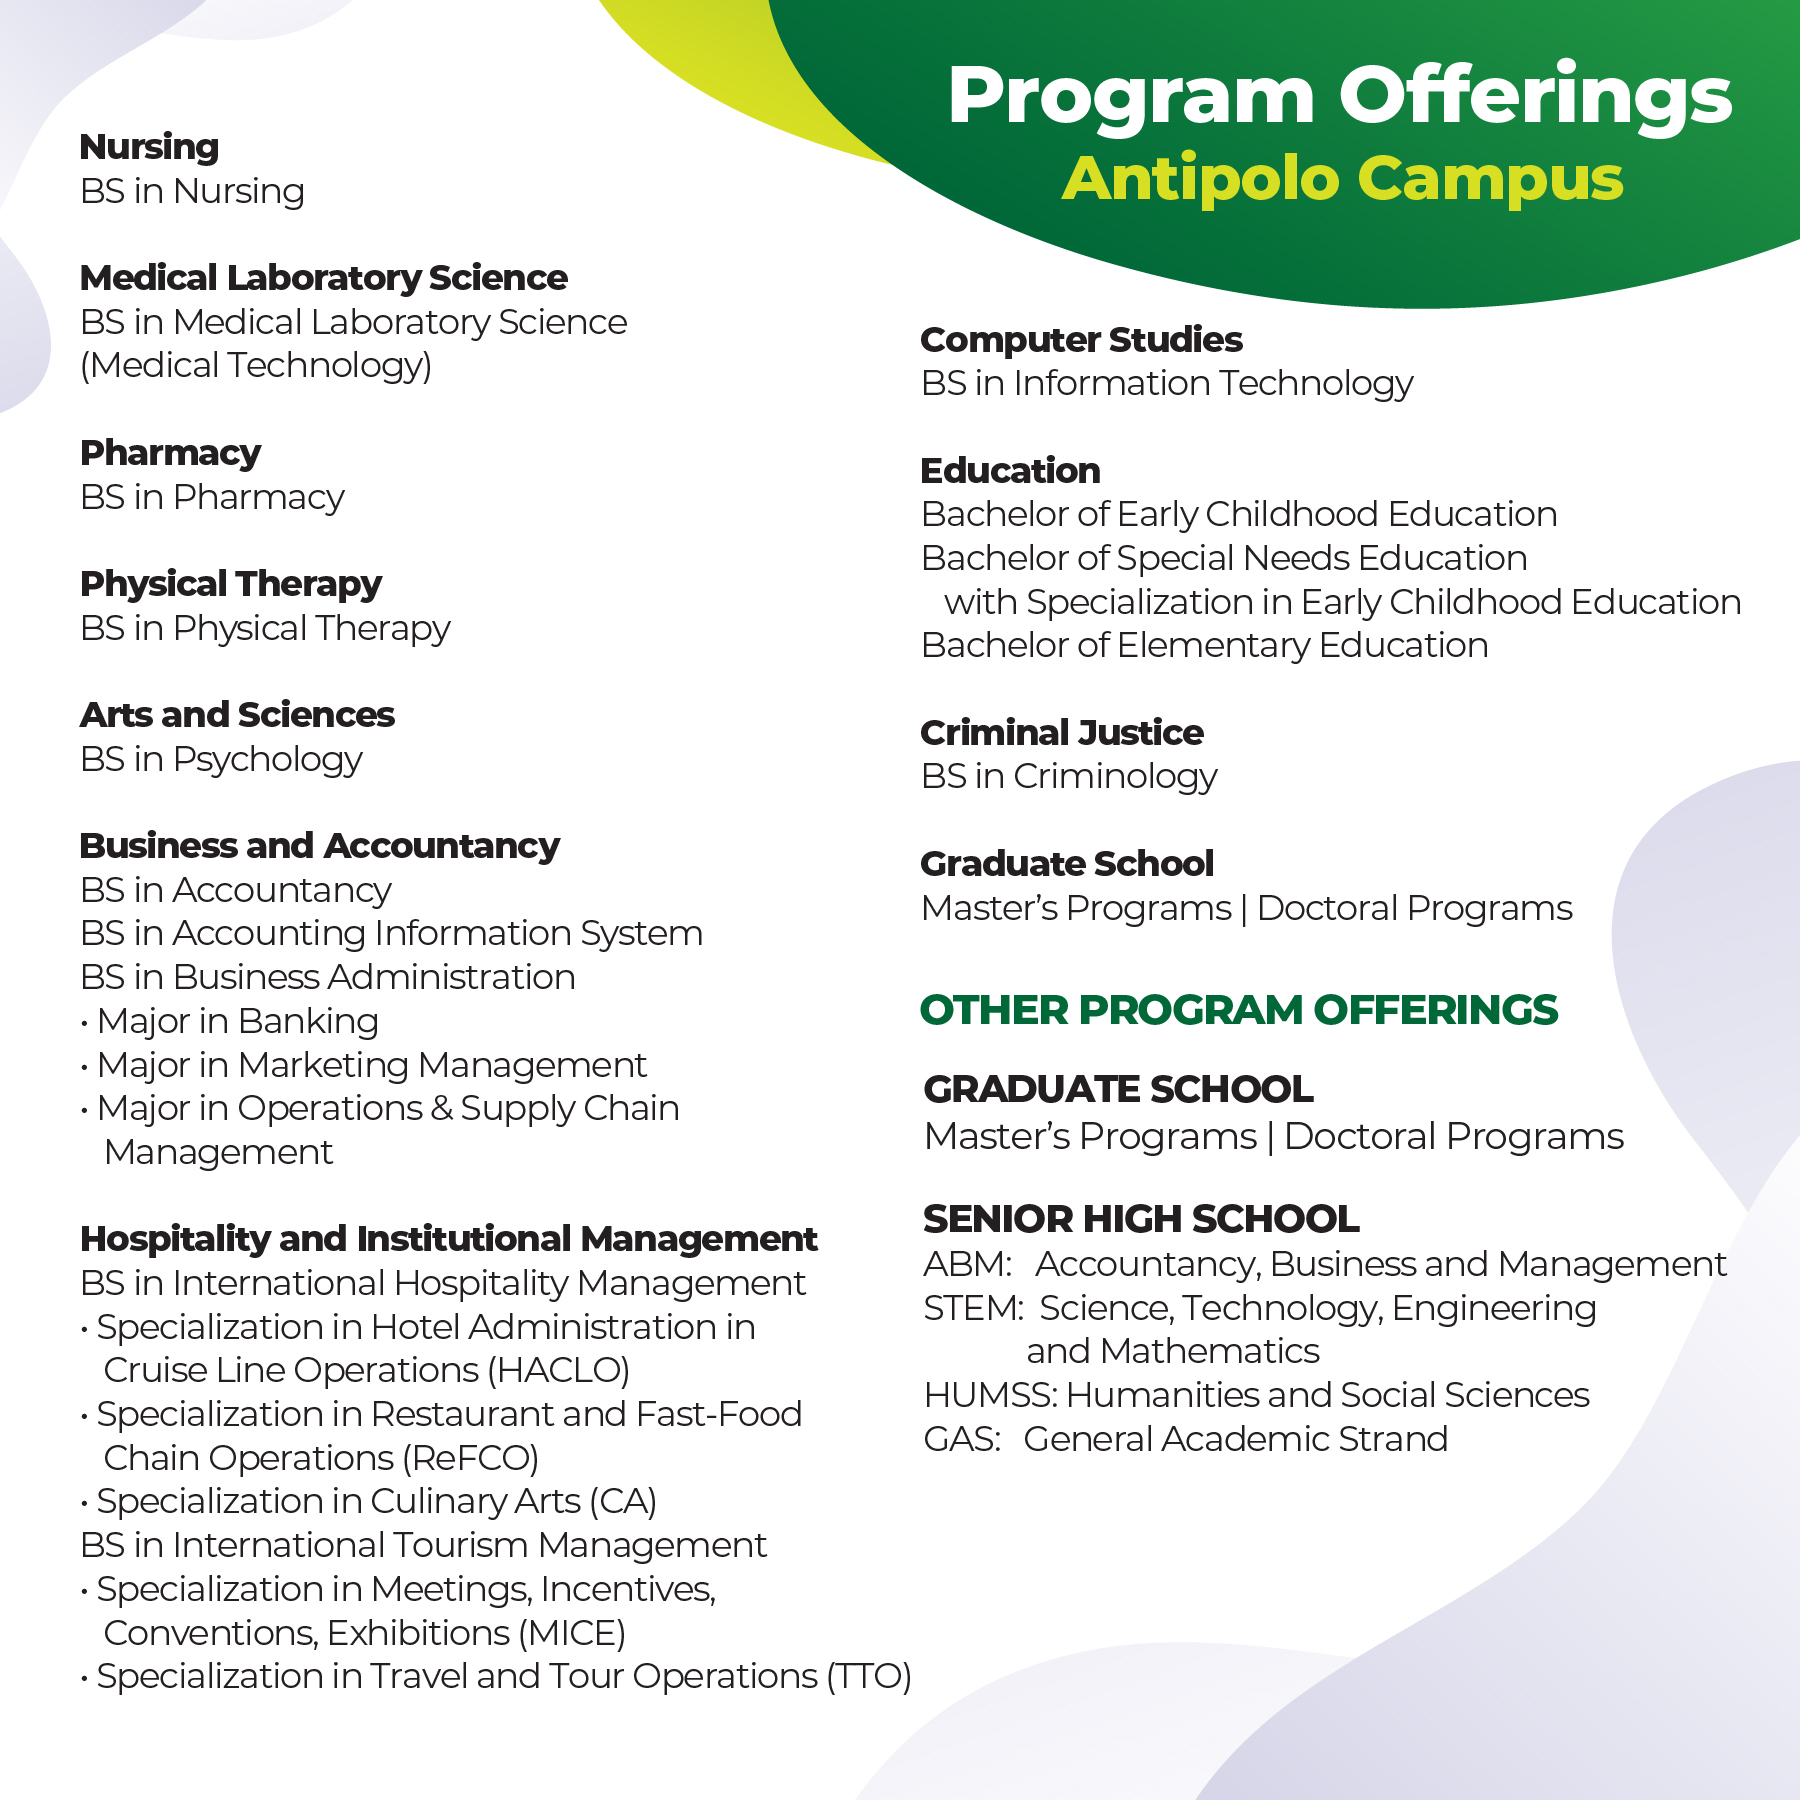 Program Offerings
Antipolo Campus
Nursing
BS in Nursing
Medical Laboratory Science
BS in Medical Laboratory Science
(Medical Technology)
Pharmacy
BS in Pharmacy
Physical Therapy
BS in Physical Therapy
Arts and Sciences
BS in Psychology
Business and Accountancy
BS in Accountancy
BS in Accounting Information System
BS in Business Administration
• Major in Banking
• Major in Marketing Management
• Major in Operations & Supply Chain
Management
Hospitality and Institutional Management
BS in International Hospitality Management
• Specialization in Hotel Administration in
Cruise Line Operations (HACLO)
• Specialization in Restaurant and Fast-Food
Chain Operations (ReFCO)
• Specialization in Culinary Arts (CA)
BS in International Tourism Management
• Specialization in Meetings, Incentives,
Conventions, Exhibitions (MICE)
• Specialization in Travel and Tour Operations (TTO)
Computer Studies
BS in Information Technology
Education
Bachelor of Early Childhood Education
Bachelor of Special Needs Education
with Specialization in Early Childhood Education
Bachelor of Elementary Education
Criminal Justice
BS in Criminology
Graduate School
Master’s Programs | Doctoral Programs
OTHER PROGRAM OFFERINGS
GRADUATE SCHOOL
Master’s Programs | Doctoral Programs
SENIOR HIGH SCHOOL
ABM: Accountancy, Business and Management
STEM: Science, Technology, Engineering
and Mathematics
HUMSS: Humanities and Social Sciences
GAS: General Academic Strand